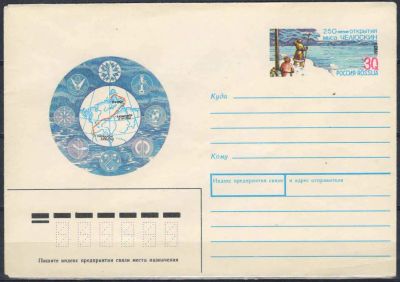 250-летие открытия
мыса ЧЕЛЮСКИН
30
РОССИЯ ROSSIJA
Куда
Кому
Индекс предприятия связи и адрес отправителя
Пишите индекс предприятия связи места назначения